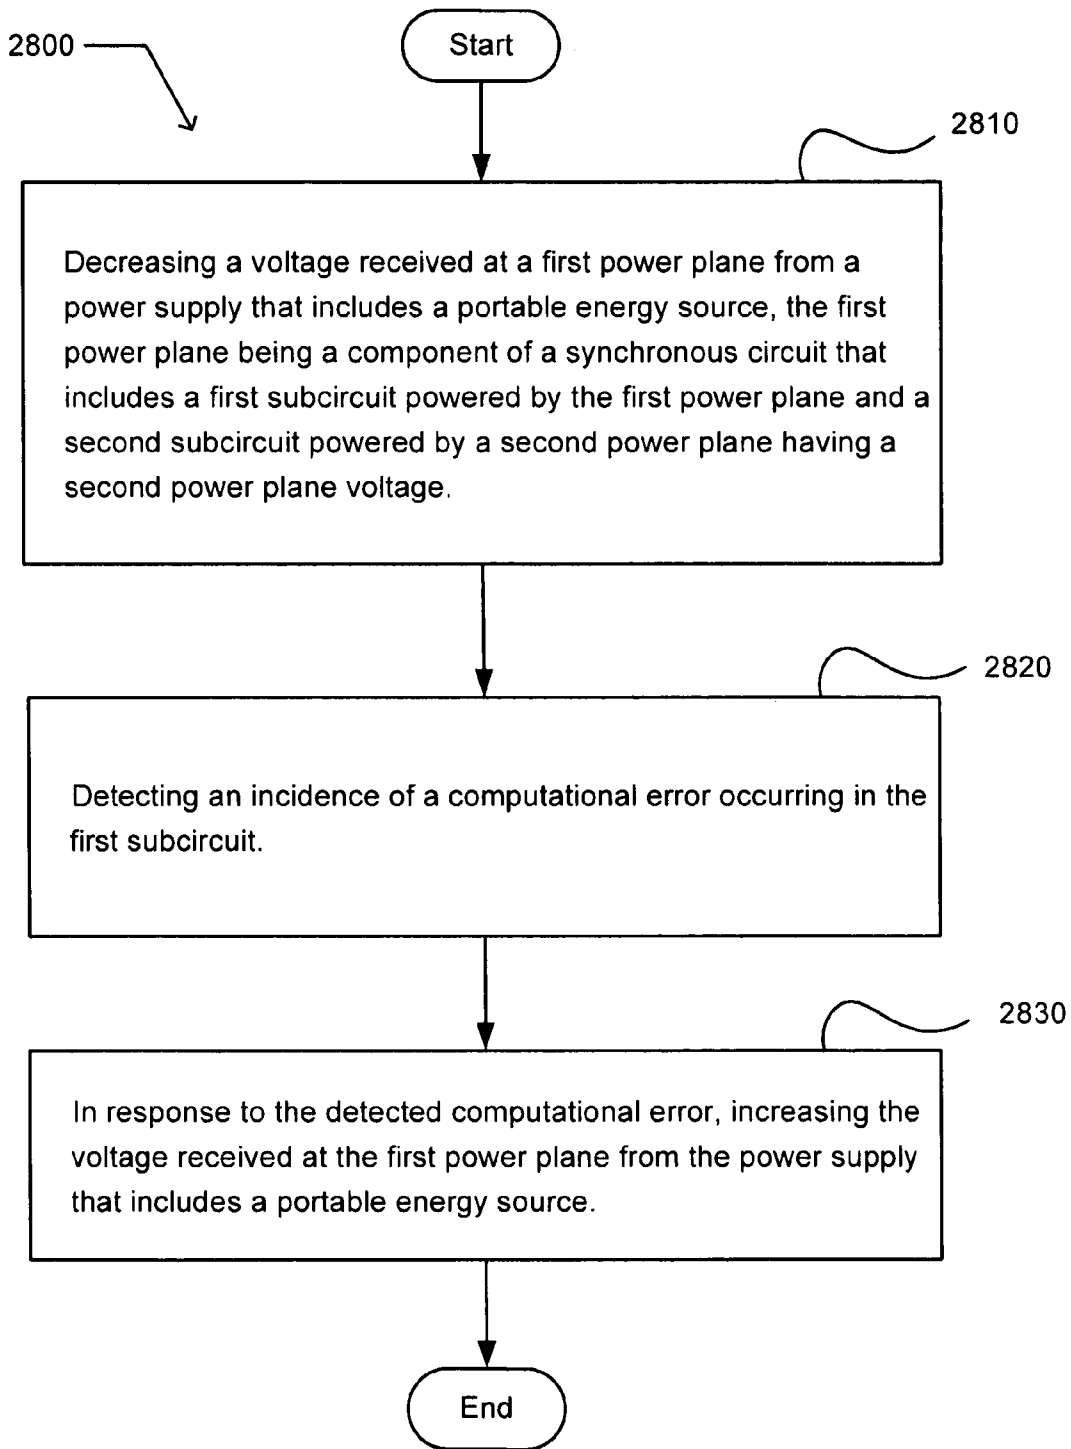 2800
Start
2810
Decreasing a voltage received at a first power plane from a
power supply that includes a portable energy source, the first
power plane being a component of a synchronous circuit that
includes a first subcircuit powered by the first power plane and a
second subcircuit powered by a second power plane having a
second power plane voltage.
2820
Detecting an incidence of a computational error occurring in the
first subcircuit.
2830
In response to the detected computational error, increasing the
voltage received at the first power plane from the power supply
that includes a portable energy source.
End